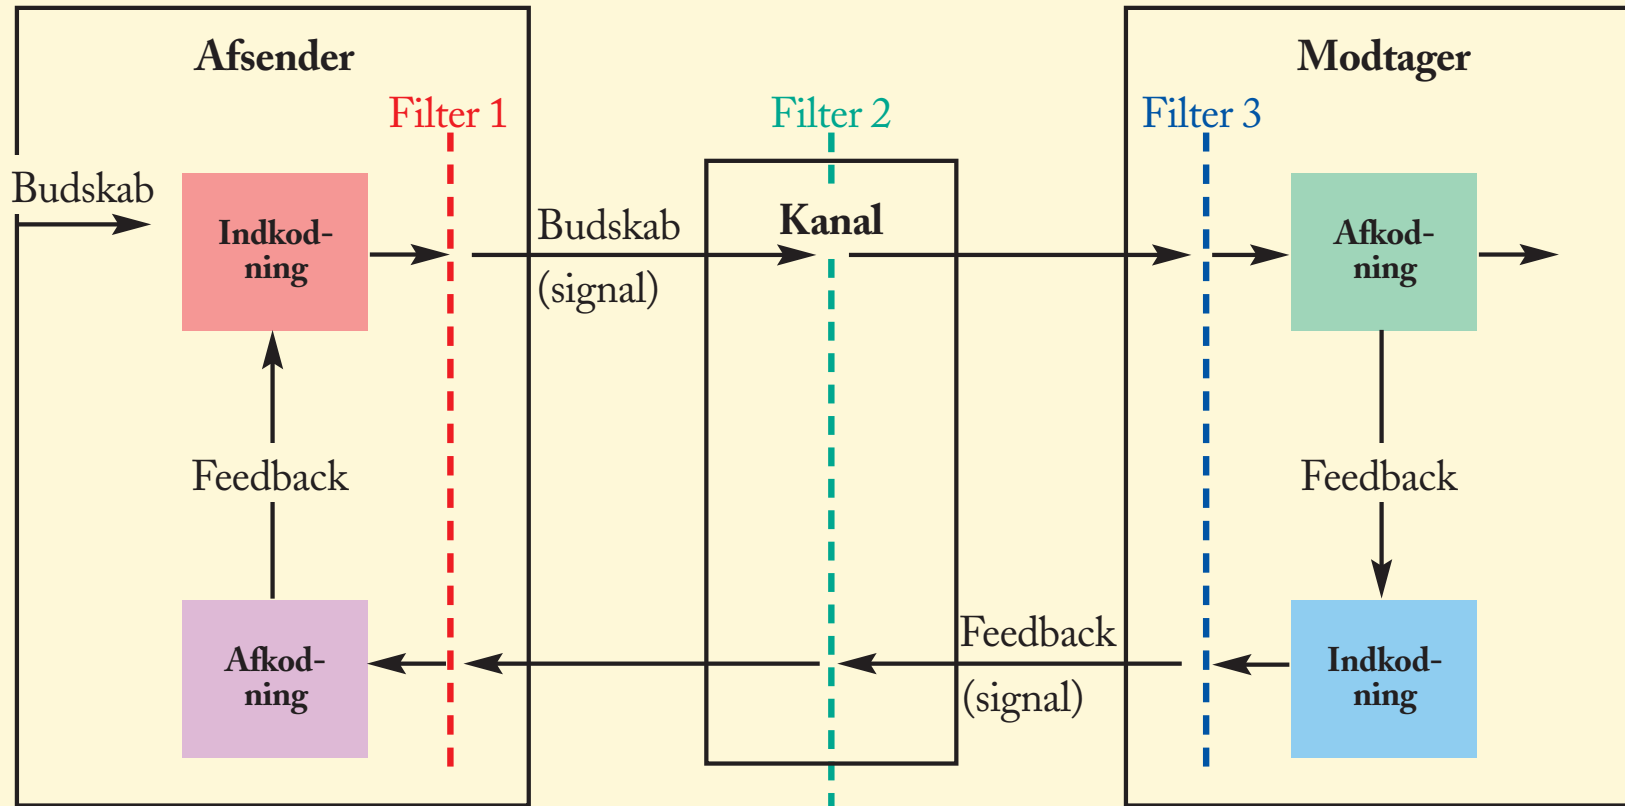 Afsender
Modtager
Filter 1
Filter 2
Filter 3
Budskab
Indkod-
ning
Budskab
(signal)
Kanal
Afkod-
ning
Feedback
Feedback
Afkod-
ning
Feedback
(signal)
Indkod-
ning